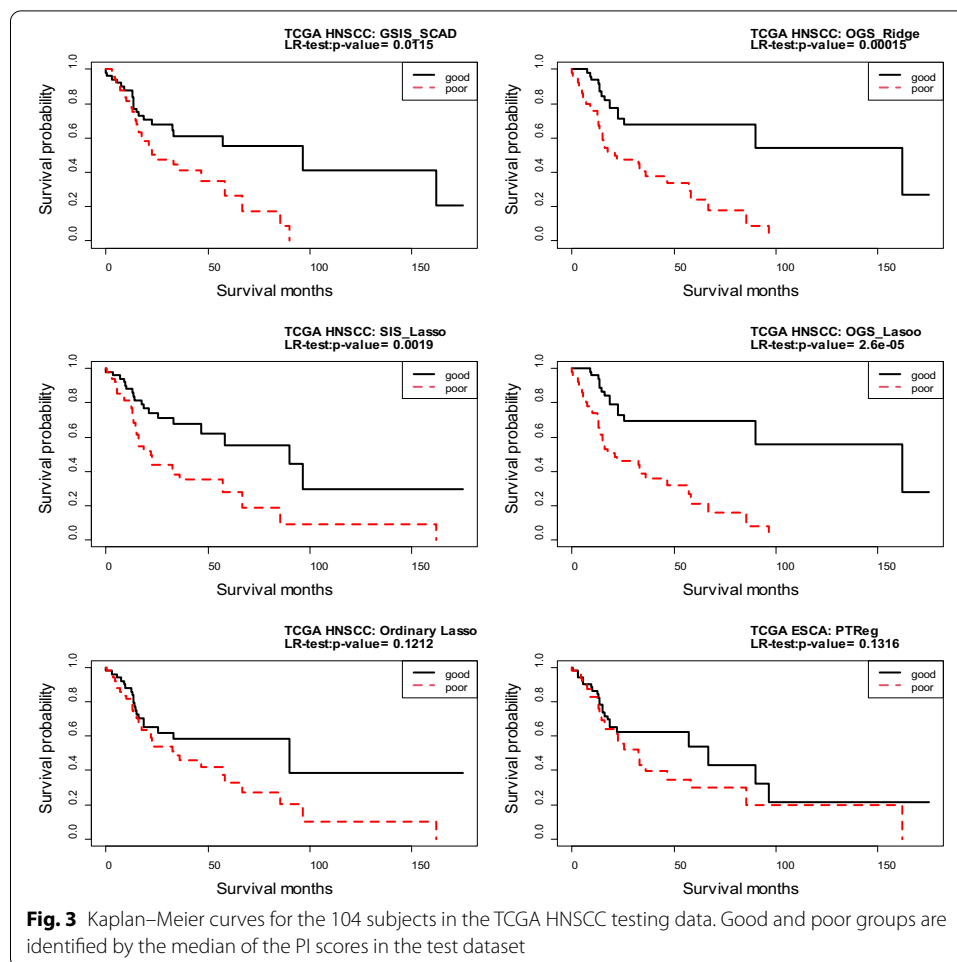 TCGA HNSCC: GSIS_SCAD
LR-test:p-value= 0.0115
Survival probability
0.0 0.2 0.4 0.6 0.8 1.0
good
poor
0 50 100 150
Survival months
TCGA HNSCC: OGS_Ridge
LR-test:p-value= 0.00015
Survival probability
0.0 0.2 0.4 0.6 0.8 1.0
good
poor
0 50 100 150
Survival months
TCGA HNSCC: SIS_Lasso
LR-test:p-value= 0.0019
Survival probability
0.0 0.2 0.4 0.6 0.8 1.0
good
poor
0 50 100 150
Survival months
TCGA HNSCC: OGS_Lasoo
LR-test:p-value= 2.6e-05
Survival probability
0.0 0.2 0.4 0.6 0.8 1.0
good
poor
0 50 100 150
Survival months
TCGA HNSCC: Ordinary Lasso
LR-test:p-value= 0.1212
Survival probability
0.0 0.2 0.4 0.6 0.8 1.0
good
poor
0 50 100 150
Survival months
TCGA ESCA: PTReg
LR-test:p-value= 0.1316
Survival probability
0.0 0.2 0.4 0.6 0.8 1.0
good
poor
0 50 100 150
Survival months
Fig. 3 Kaplan–Meier curves for the 104 subjects in the TCGA HNSCC testing data. Good and poor groups are
identified by the median of the PI scores in the test dataset